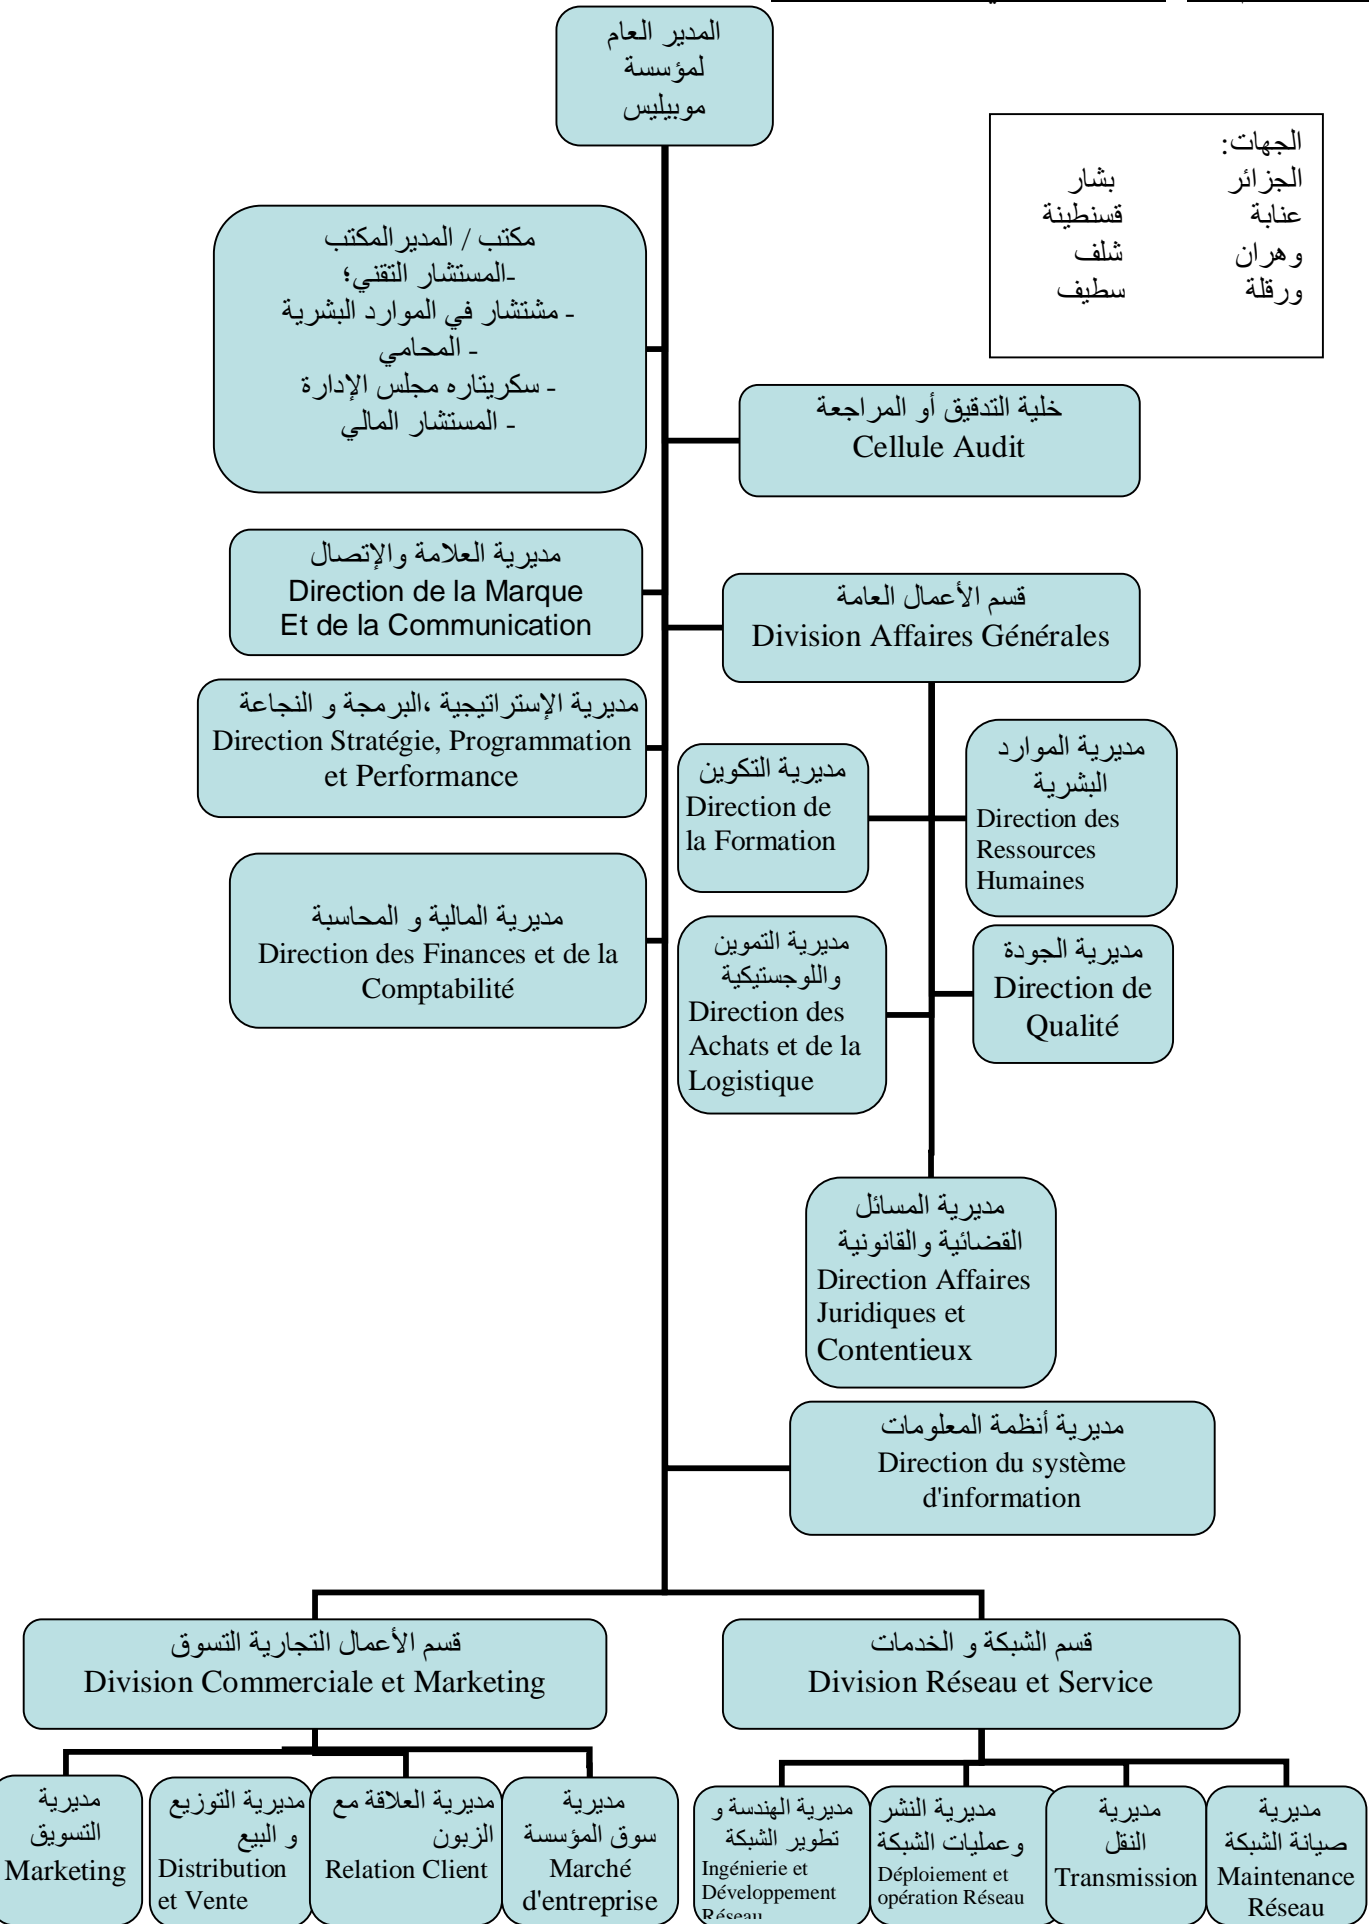 المدير العام
لمؤسسة
موبيليس
الجهات:
الجزائر بشار
عنابة قسنطينة
وهران شلف
ورقلة سطيف
مكتب / المدير المكتب
-المستشار التقني؛
- مشتشار في الموارد البشرية
- المحامي
- سكريتاره مجلس الإدارة
- المستشار المالي
خلية التدقيق أو المراجعة
Cellule Audit
مديرية العلامة والإتصال
Direction de la Marque
Et de la Communication
قسم الأعمال العامة
Division Affaires Générales
مديرية الإستراتيجية ،البرمجة و النجاعة
Direction Stratégie, Programmation
et Performance
مديرية الموارد
البشرية
Direction des
Ressources
Humaines
مديرية التكوين
Direction de
la Formation
مديرية المالية و المحاسبة
Direction des Finances et de la
Comptabilité
مديرية الجودة
Direction de
Qualité
مديرية التموين
واللوجستيكية
Direction des
Achats et de la
Logistique
مديرية المسائل
القضائية والقانونية
Direction Affaires
Juridiques et
Contentieux
مديرية أنظمة المعلومات
Direction du système
d'information
قسم الأعمال التجارية التسوق
Division Commerciale et Marketing
قسم الشبكة و الخدمات
Division Réseau et Service
مديرية
التسويق
Marketing
مديرية التوزيع
و البيع
Distribution
et Vente
مديرية العلاقة مع
الزبون
Relation Client
مديرية
سوق المؤسسة
Marché
d'entreprise
مديرية الهندسة و
تطوير الشبكة
Ingénierie et
Développement
Réseau
مديرية النشر
وعمليات الشبكة
Déploiement et
opération Réseau
مديرية
النقل
Transmission
مديرية
صيانة الشبكة
Maintenance
Réseau